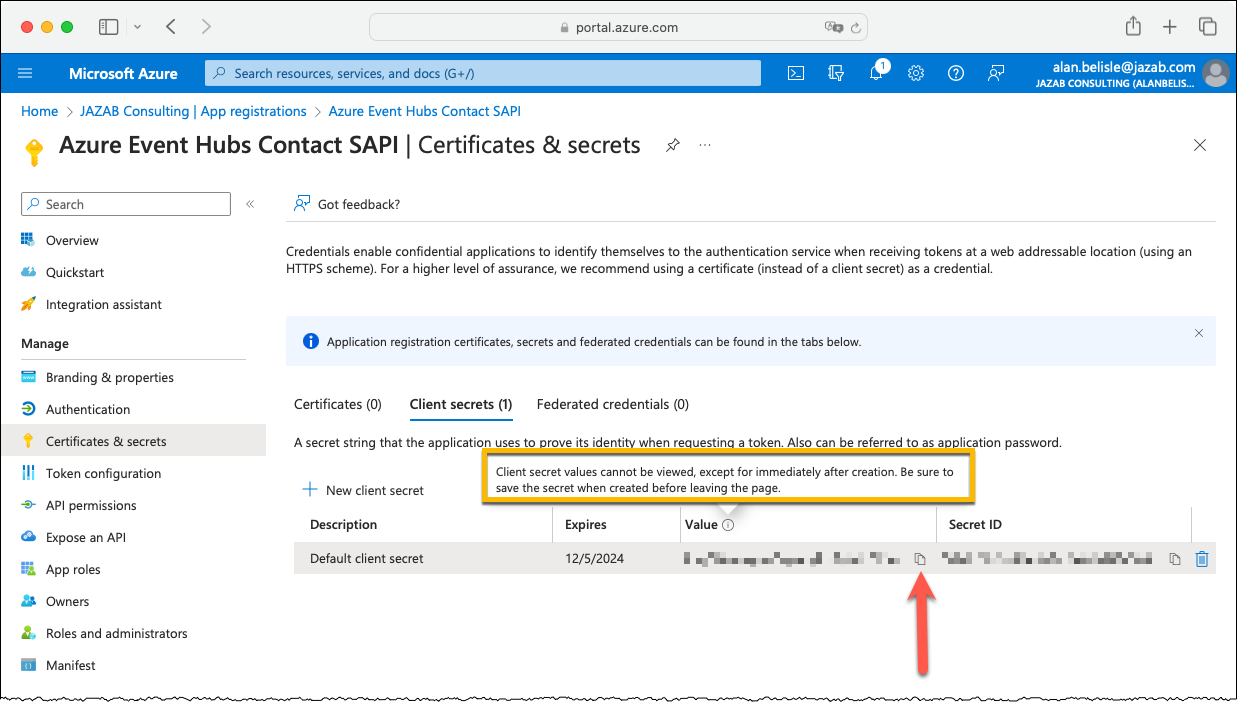 portal.azure.com
Microsoft Azure
Search resources, services, and docs (G+/)
1
alan.belisle@jazab.com
JAZAB CONSULTING (ALANBELIS...
Home > JAZAB Consulting | App registrations > Azure Event Hubs Contact SAPI
Azure Event Hubs Contact SAPI | Certificates & secrets
Search
Got feedback?
Overview
Quickstart
Integration assistant
Manage
Branding & properties
Authentication
Certificates & secrets
Token configuration
API permissions
Expose an API
App roles
Owners
Roles and administrators
Manifest
Credentials enable confidential applications to identify themselves to the authentication service when receiving tokens at a web addressable location (using an
HTTPS scheme). For a higher level of assurance, we recommend using a certificate (instead of a client secret) as a credential.
Application registration certificates, secrets and federated credentials can be found in the tabs below.
Certificates (0) Client secrets (1) Federated credentials (0)
A secret string that the application uses to prove its identity when requesting a token. Also can be referred to as application password.
Client secret values cannot be viewed, except for immediately after creation. Be sure to
save the secret when created before leaving the page.
New client secret
Description Expires Value Secret ID
Default client secret 12/5/2024